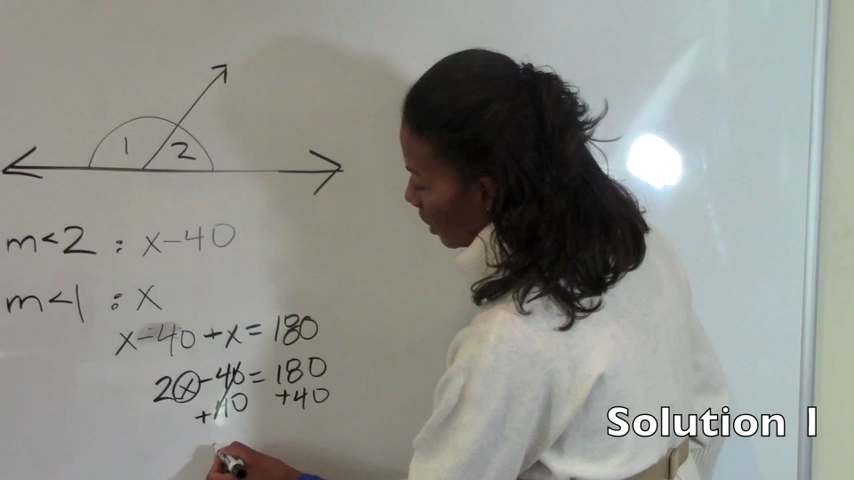 1 2
m<2 : x-40
m<1 : x
x-40+x=180
2x-40=180
+40 +40
Solution 1